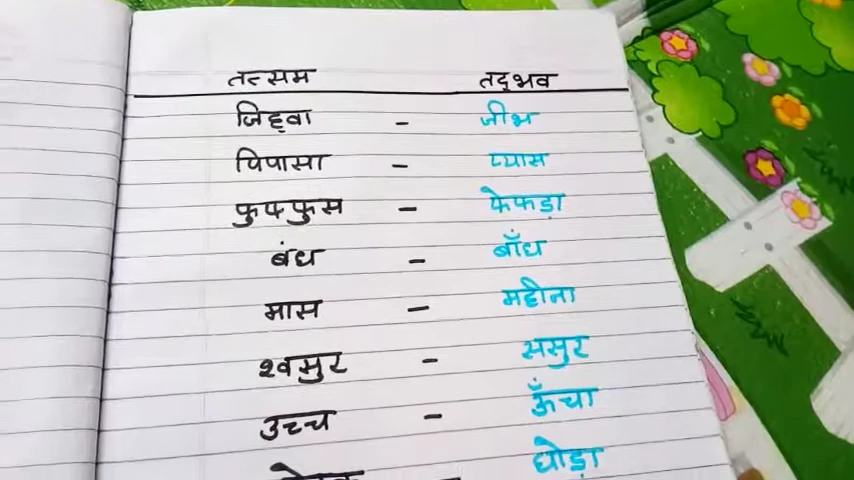 तत्सम तद्भव
जिह्वा - जीभ
पिपासा - प्यास
फुफ्फुस - फेफड़ा
बंध - बाँध
मास - महीना
श्वसुर - ससुर
उच्च - ऊँचा
घोड़ा